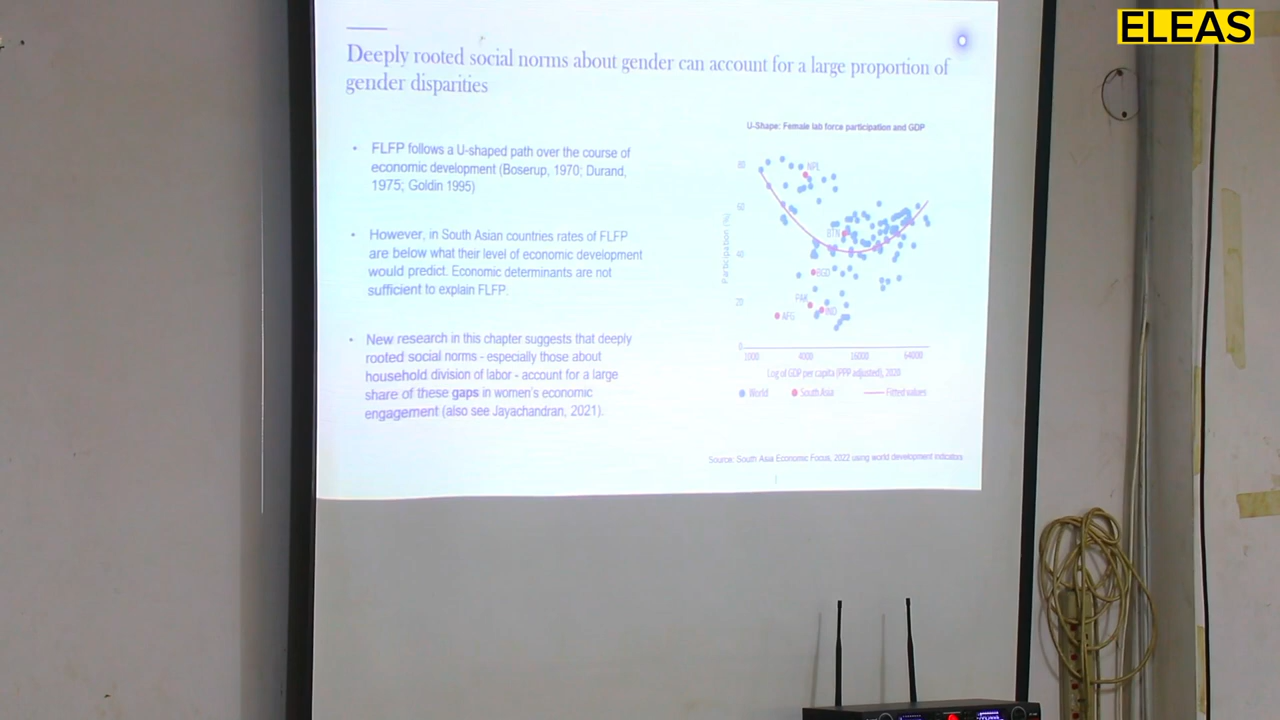 ELEAS
Deeply rooted social norms about gender can account for a large proportion of
gender disparities
• FLFP follows a U-shaped path over the course of
economic development (Boserup, 1970; Durand,
1975; Goldin 1995)
• However, in South Asian countries rates of FLFP
are below what their level of economic development
would predict. Economic determinants are not
sufficient to explain FLFP.
• New research in this chapter suggests that deeply
rooted social norms - especially those about
household division of labor - account for a large
share of these gaps in women's economic
engagement (also see Jayachandran, 2021).
U-Shape: Female lab force participation and GDP
Participation (%)
80
60
40
20
0
NPL
BTN
BGD
PAK
IND
AFG
1000 4000 16000 64000
Log of GDP per capita (PPP adjusted), 2020
World South Asia Fitted values
Source: South Asia Economic Focus, 2022 using world development indicators